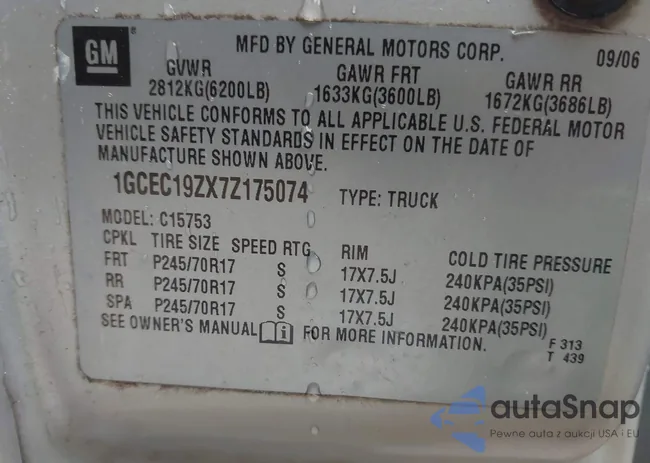 GM
MFD BY GENERAL MOTORS CORP. 09/06
GVWR GAWR FRT GAWR RR
2812KG(6200LB) 1633KG(3600LB) 1672KG(3686LB)
THIS VEHICLE CONFORMS TO ALL APPLICABLE U.S. FEDERAL MOTOR
VEHICLE SAFETY STANDARDS IN EFFECT ON THE DATE OF
MANUFACTURE SHOWN ABOVE.
1GCEC19ZX7Z175074 TYPE: TRUCK
MODEL: C15753
CPKL TIRE SIZE SPEED RTG RIM COLD TIRE PRESSURE
FRT P245/70R17 S 17X7.5J 240KPA(35PSI)
RR P245/70R17 S 17X7.5J 240KPA(35PSI)
SPA P245/70R17 S 17X7.5J 240KPA(35PSI)
SEE OWNER'S MANUAL i FOR MORE INFORMATION.
F 313
T 439
autaSnap
Pewne auta z aukcji USA i EU